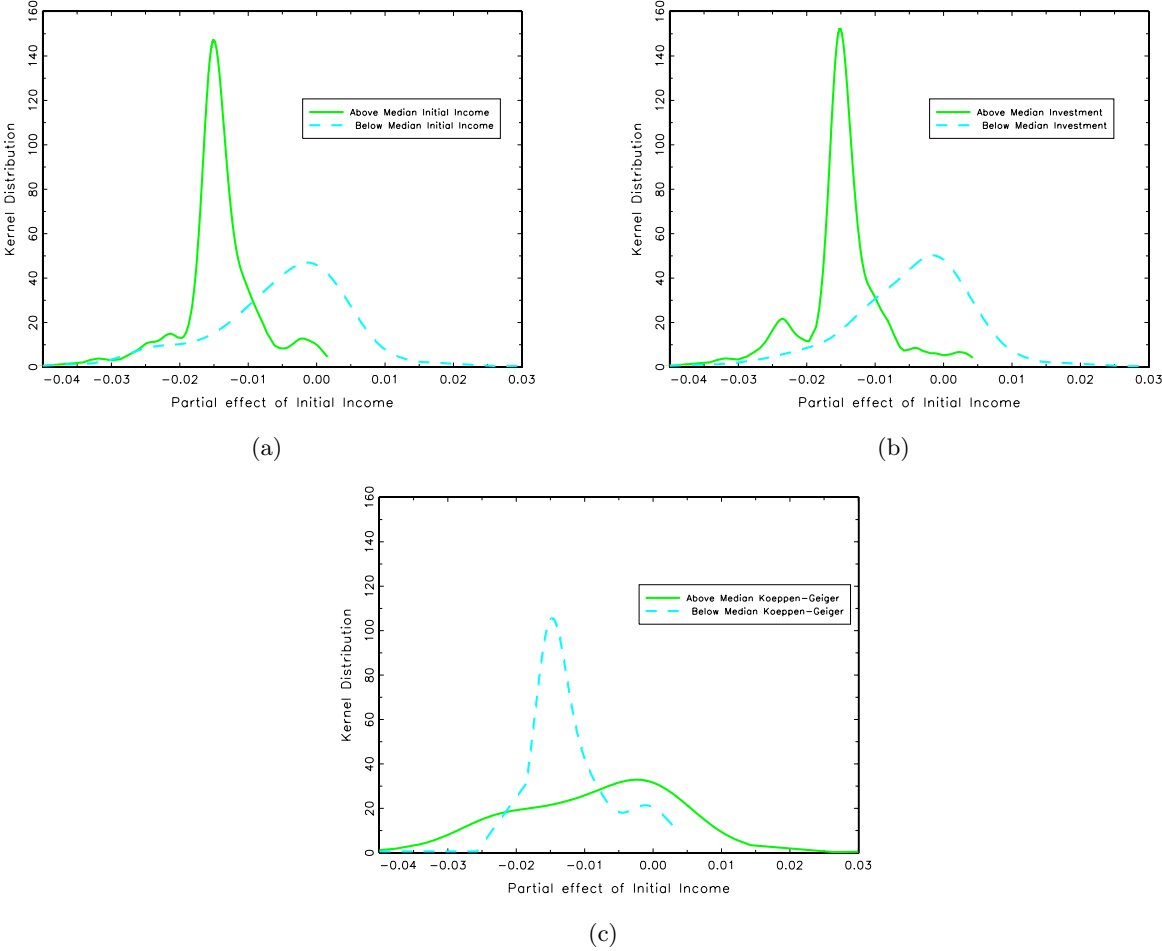 160
140
120
100
80
60
40
20
0
Kernel Distribution
Above Median Initial Income
Below Median Initial Income
-0.04 -0.03 -0.02 -0.01 0.00 0.01 0.02 0.03
Partial effect of Initial Income
(a)
160
140
120
100
80
60
40
20
0
Kernel Distribution
Above Median Investment
Below Median Investment
-0.04 -0.03 -0.02 -0.01 0.00 0.01 0.02 0.03
Partial effect of Initial Income
(b)
160
140
120
100
80
60
40
20
0
Kernel Distribution
Above Median Koeppen-Geiger
Below Median Koeppen-Geiger
-0.04 -0.03 -0.02 -0.01 0.00 0.01 0.02 0.03
Partial effect of Initial Income
(c)